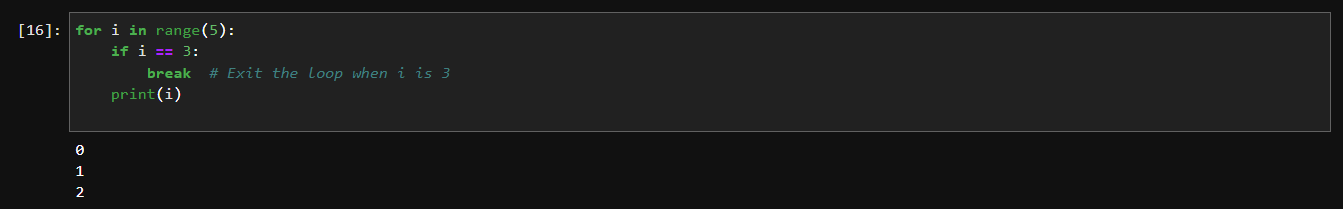 [16]: for i in range(5):
    if i == 3:
        break  # Exit the loop when i is 3
    print(i)
0
1
2